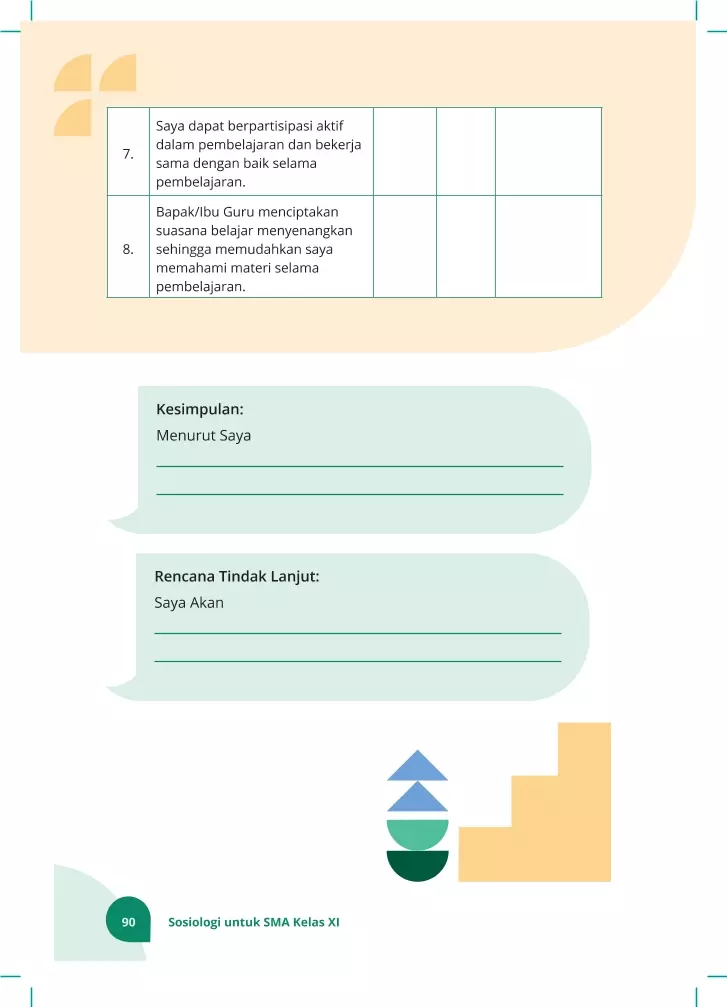 7.
Saya dapat berpartisipasi aktif
dalam pembelajaran dan bekerja
sama dengan baik selama
pembelajaran.
8.
Bapak/Ibu Guru menciptakan
suasana belajar menyenangkan
sehingga memudahkan saya
memahami materi selama
pembelajaran.
Kesimpulan:
Menurut Saya
Rencana Tindak Lanjut:
Saya Akan
90
Sosiologi untuk SMA Kelas XI